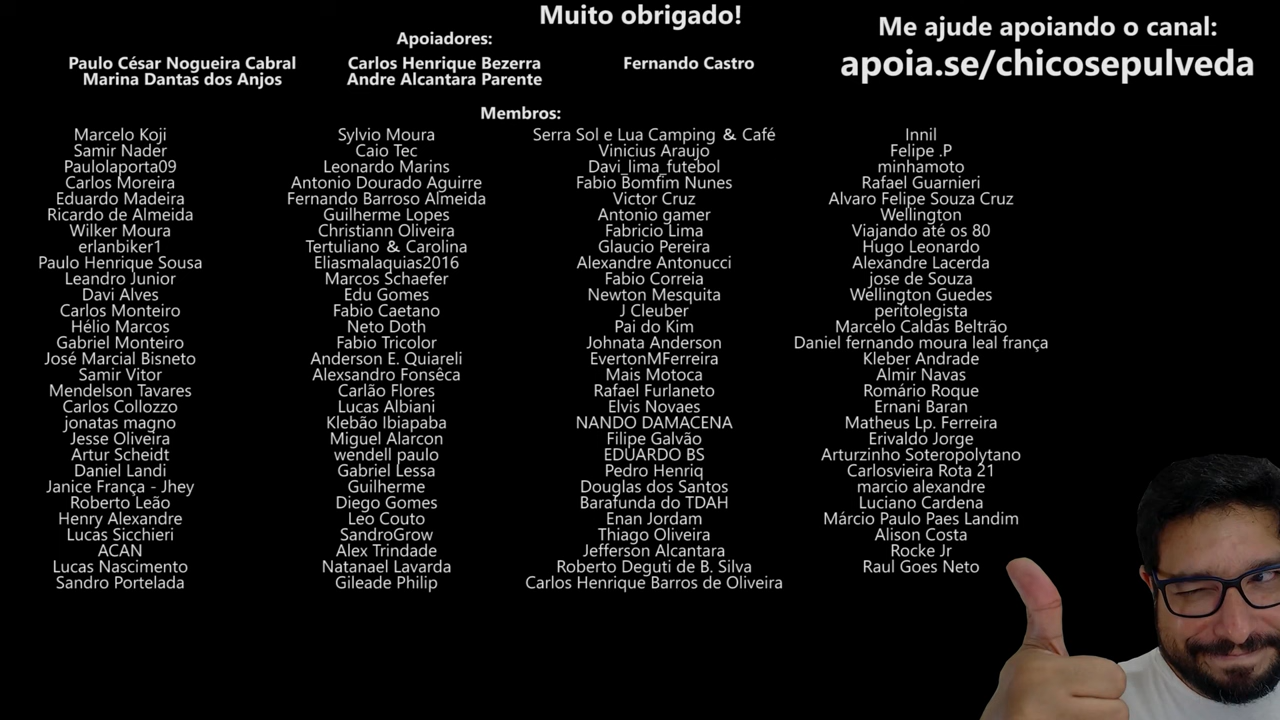 Muito obrigado!
Me ajude apoiando o canal:
apoia.se/chicosepulveda
Apoiadores:
Paulo César Nogueira Cabral
Marina Dantas dos Anjos
Carlos Henrique Bezerra
Andre Alcantara Parente
Fernando Castro
Membros:
Marcelo Koji
Samir Nader
Paulolaporta09
Carlos Moreira
Eduardo Madeira
Ricardo de Almeida
Wilker Moura
erlanbiker1
Paulo Henrique Sousa
Leandro Junior
Davi Alves
Carlos Monteiro
Hélio Marcos
Gabriel Monteiro
José Marcial Bisneto
Samir Vitor
Mendelson Tavares
Carlos Collozzo
jonatas magno
Jesse Oliveira
Artur Scheidt
Daniel Landi
Janice França - Jhey
Roberto Leão
Henry Alexandre
Lucas Sicchieri
ACAN
Lucas Nascimento
Sandro Portelada
Sylvio Moura
Caio Tec
Leonardo Marins
Antonio Dourado Aguirre
Fernando Barroso Almeida
Guilherme Lopes
Christiann Oliveira
Tertuliano & Carolina
Eliasmalaquias2016
Marcos Schaefer
Edu Gomes
Fabio Caetano
Neto Doth
Fabio Tricolor
Anderson E. Quiareli
Alexsandro Fonsêca
Carlão Flores
Lucas Albiani
Klebão Ibiapaba
Miguel Alarcon
wendell paulo
Gabriel Lessa
Guilherme
Diego Gomes
Leo Couto
SandroGrow
Alex Trindade
Natanael Lavarda
Gileade Philip
Serra Sol e Lua Camping & Café
Vinicius Araujo
Davi_lima_futebol
Fabio Bomfim Nunes
Victor Cruz
Antonio gamer
Fabricio Lima
Glaucio Pereira
Alexandre Antonucci
Fabio Correia
Newton Mesquita
J Cleuber
Pai do Kim
Johnata Anderson
EvertonMFerreira
Mais Motoca
Rafael Furlaneto
Elvis Novaes
NANDO DAMACENA
Filipe Galvão
EDUARDO BS
Pedro Henriq
Douglas dos Santos
Barafunda do TDAH
Enan Jordam
Thiago Oliveira
Jefferson Alcantara
Roberto Deguti de B. Silva
Carlos Henrique Barros de Oliveira
Innil
Felipe .P
minhamoto
Rafael Guarnieri
Alvaro Felipe Souza Cruz
Wellington
Viajando até os 80
Hugo Leonardo
Alexandre Lacerda
jose de Souza
Wellington Guedes
peritolegista
Marcelo Caldas Beltrão
Daniel fernando moura leal frança
Kleber Andrade
Almir Navas
Romário Roque
Ernani Baran
Matheus Lp. Ferreira
Erivaldo Jorge
Arturzinho Soteropolytano
Carlosvieira Rota 21
marcio alexandre
Luciano Cardena
Márcio Paulo Paes Landim
Alison Costa
Rocke Jr
Raul Goes Neto